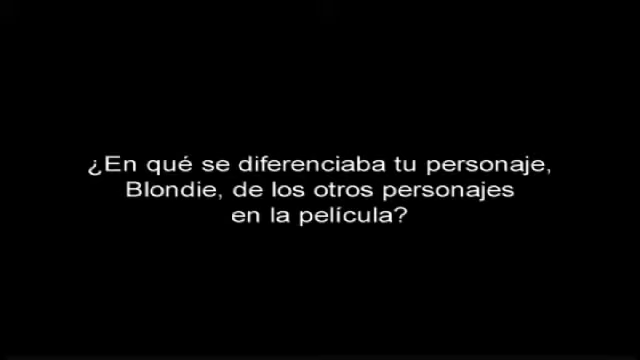 ¿En qué se diferenciaba tu personaje,
Blondie, de los otros personajes
en la película?